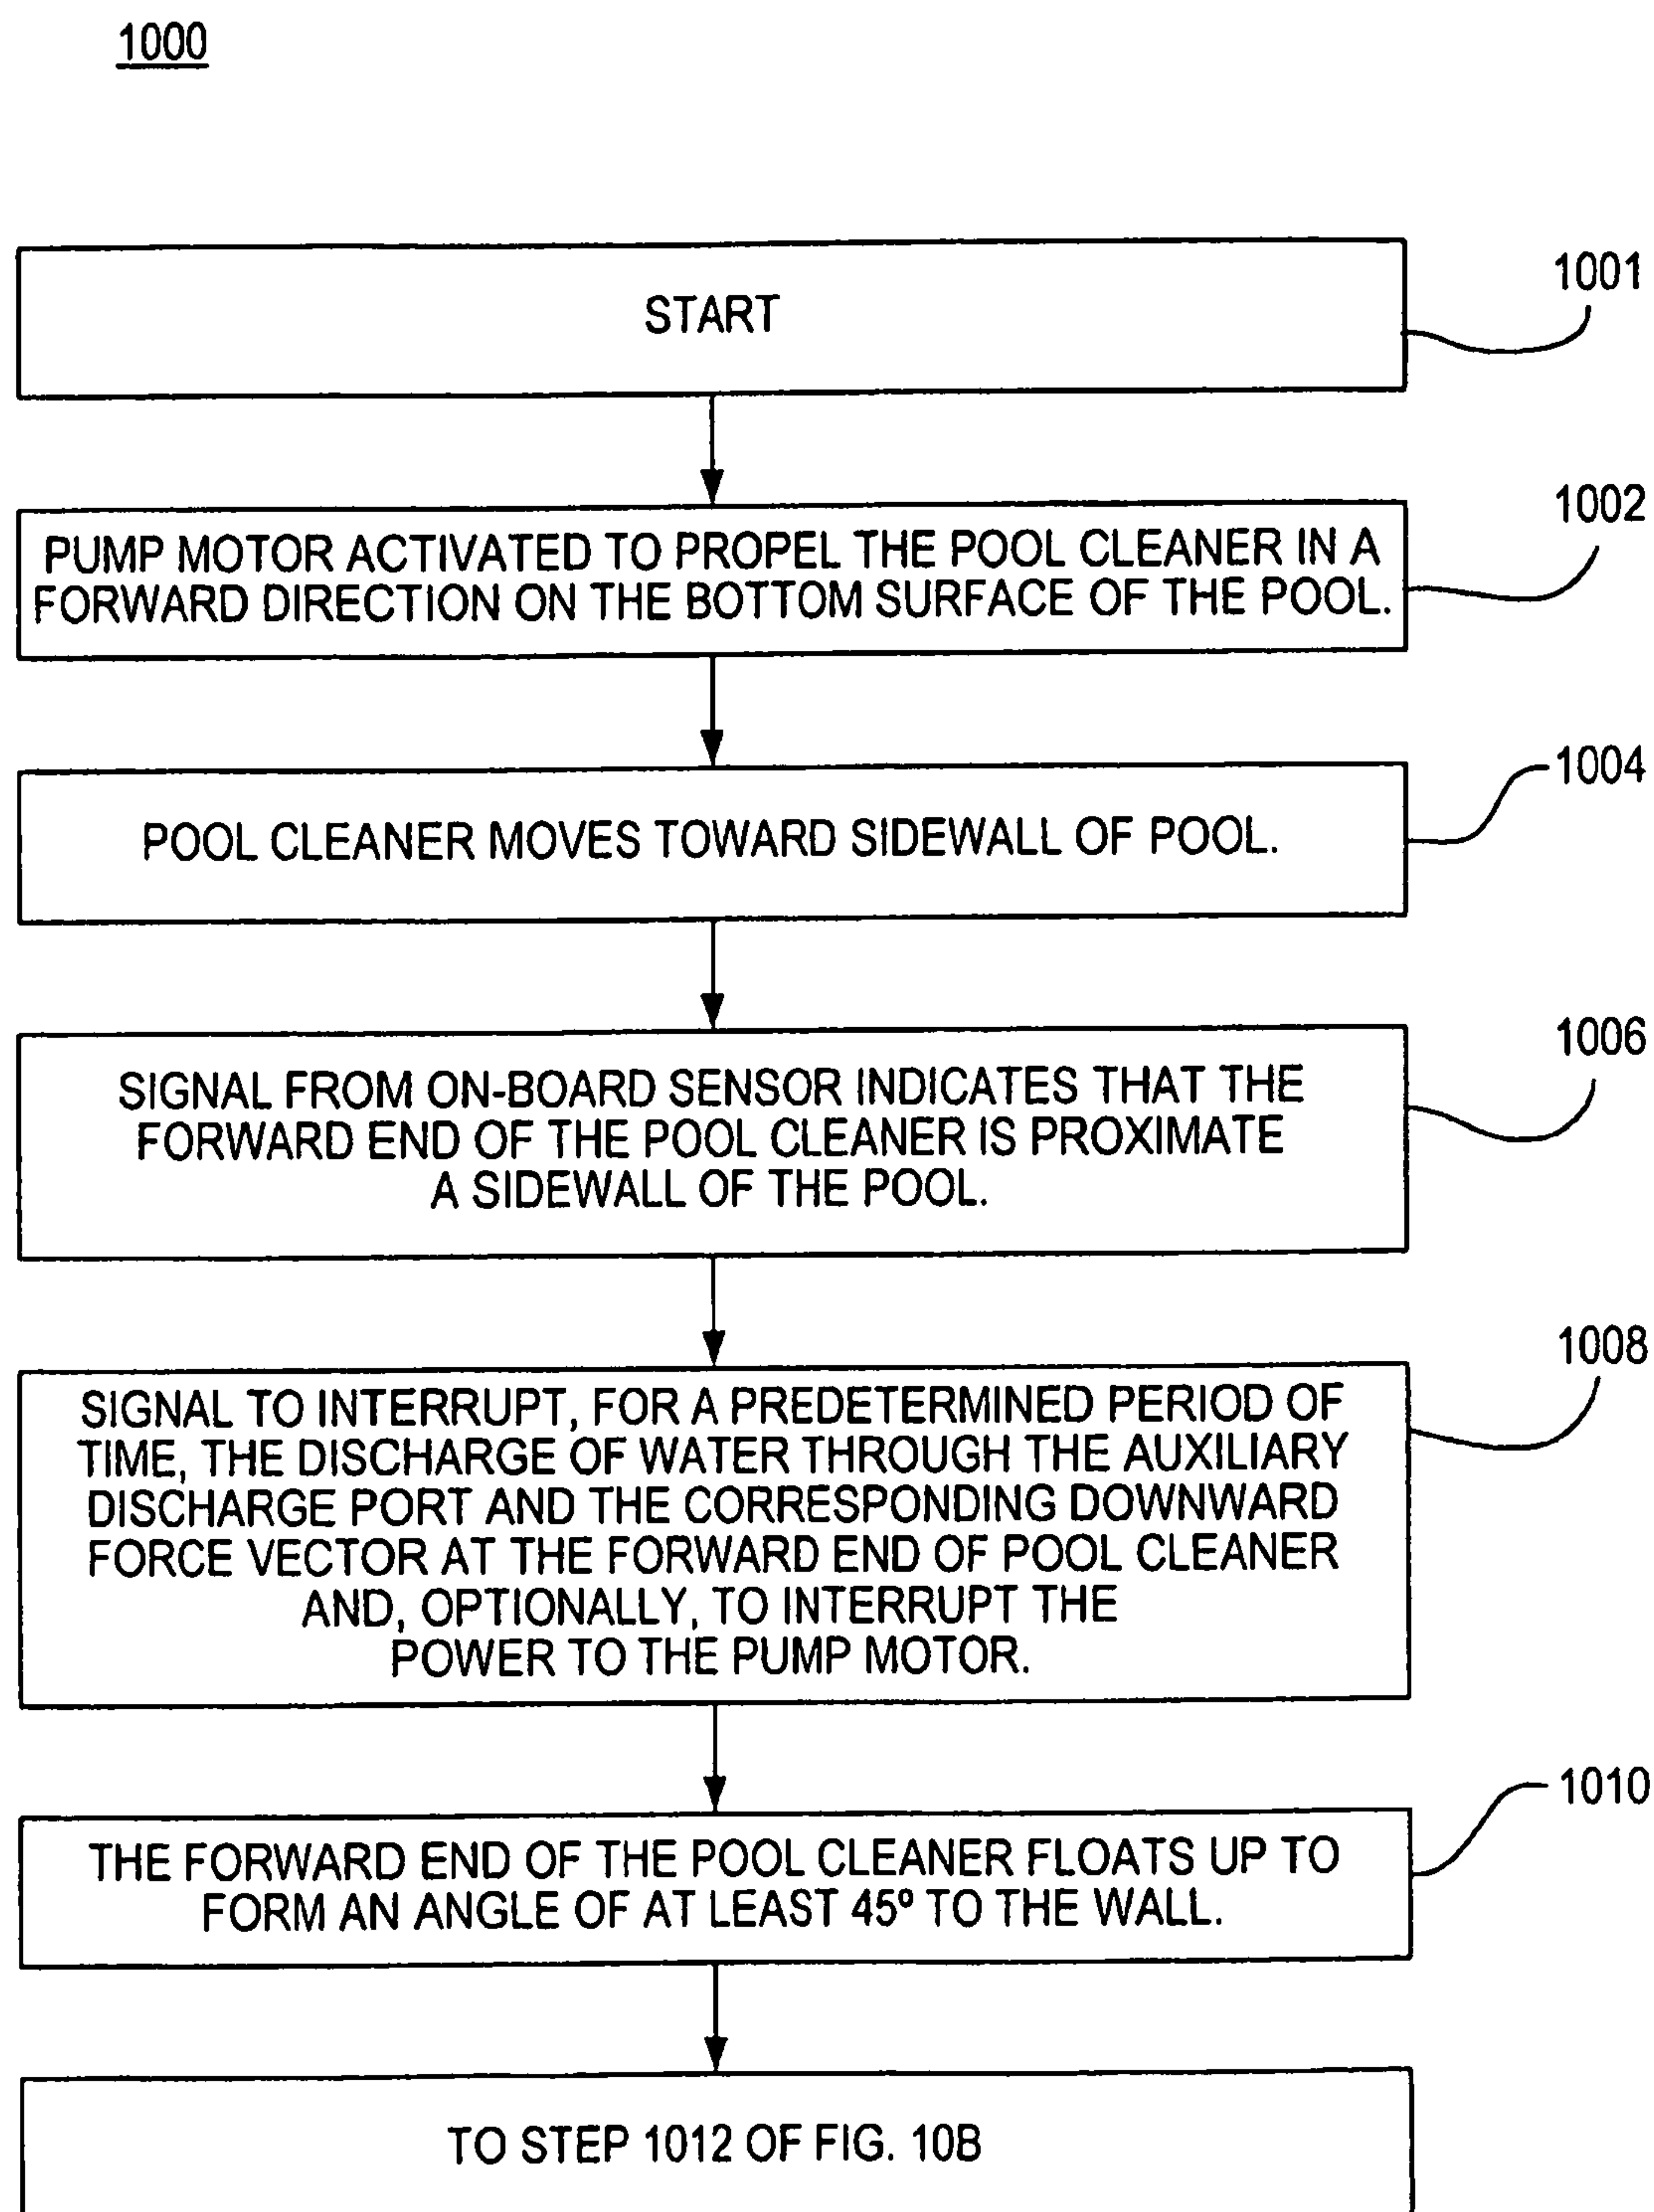 1000
START
1001
PUMP MOTOR ACTIVATED TO PROPEL THE POOL CLEANER IN A
FORWARD DIRECTION ON THE BOTTOM SURFACE OF THE POOL.
1002
POOL CLEANER MOVES TOWARD SIDEWALL OF POOL.
1004
SIGNAL FROM ON-BOARD SENSOR INDICATES THAT THE
FORWARD END OF THE POOL CLEANER IS PROXIMATE
A SIDEWALL OF THE POOL.
1006
SIGNAL TO INTERRUPT, FOR A PREDETERMINED PERIOD OF
TIME, THE DISCHARGE OF WATER THROUGH THE AUXILIARY
DISCHARGE PORT AND THE CORRESPONDING DOWNWARD
FORCE VECTOR AT THE FORWARD END OF POOL CLEANER
AND, OPTIONALLY, TO INTERRUPT THE
POWER TO THE PUMP MOTOR.
1008
THE FORWARD END OF THE POOL CLEANER FLOATS UP TO
FORM AN ANGLE OF AT LEAST 45º TO THE WALL.
1010
TO STEP 1012 OF FIG. 10B